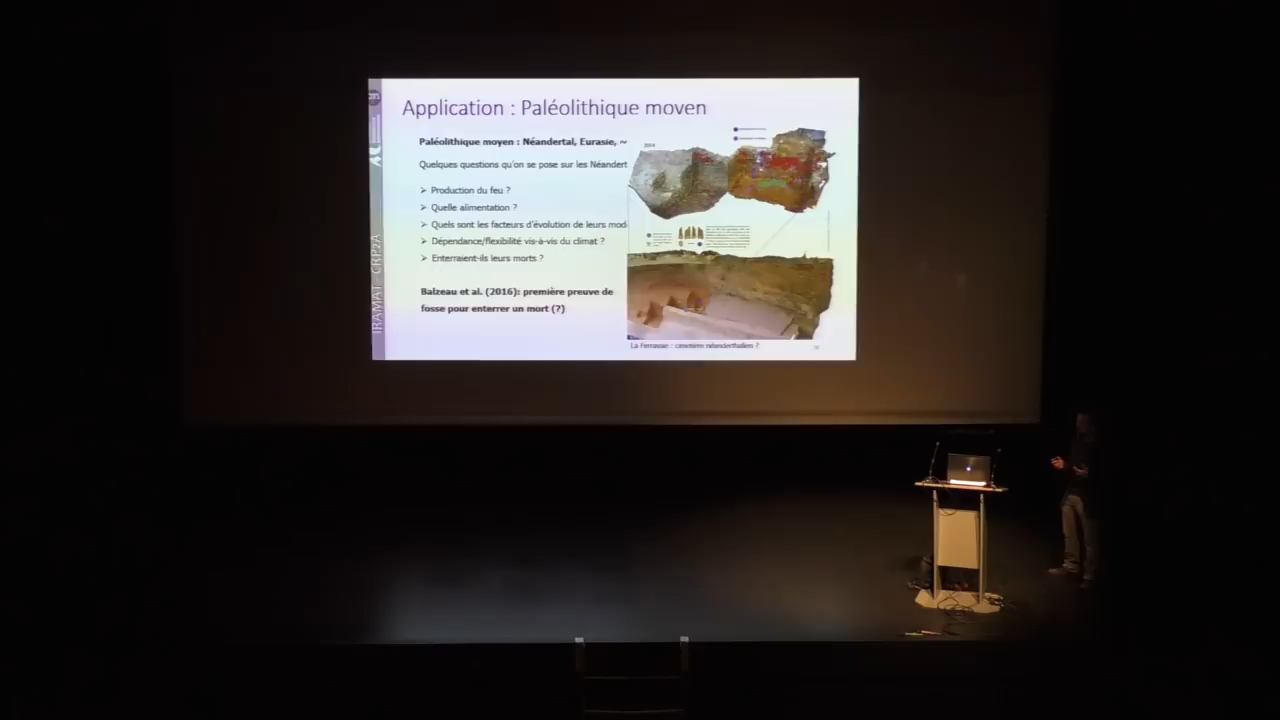 Application : Paléolithique moyen
Paléolithique moyen : Néandertal, Eurasie, ~
Quelques questions qu'on se pose sur les Néandert
➢ Production du feu ?
➢ Quelle alimentation ?
➢ Quels sont les facteurs d'évolution de leurs mod
➢ Dépendance/flexibilité vis-à-vis du climat ?
➢ Enterraient-ils leurs morts ?
Balzeau et al. (2016): première preuve de
fosse pour enterrer un mort (?)
La Ferrassie : cimetière néanderthalien ?
IRAMAT-CRP2A